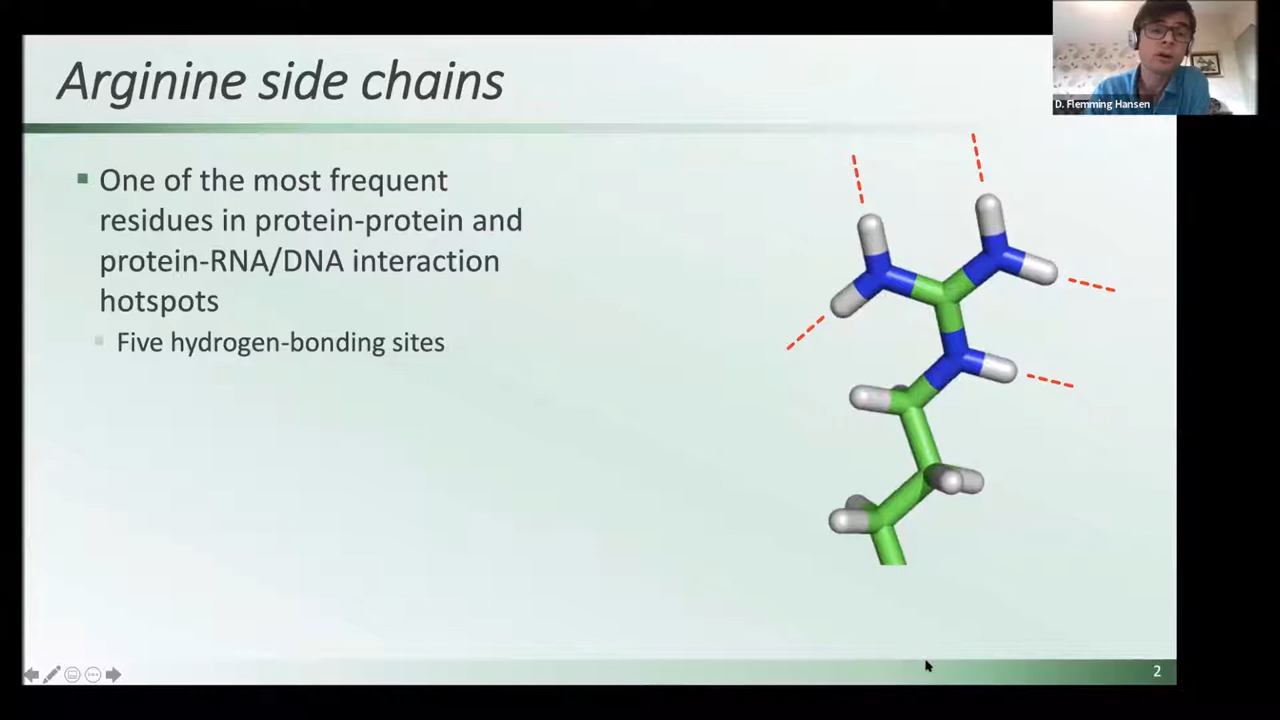 Arginine side chains
D. Flemming Hansen
One of the most frequent
residues in protein-protein and
protein-RNA/DNA interaction
hotspots
Five hydrogen-bonding sites
2